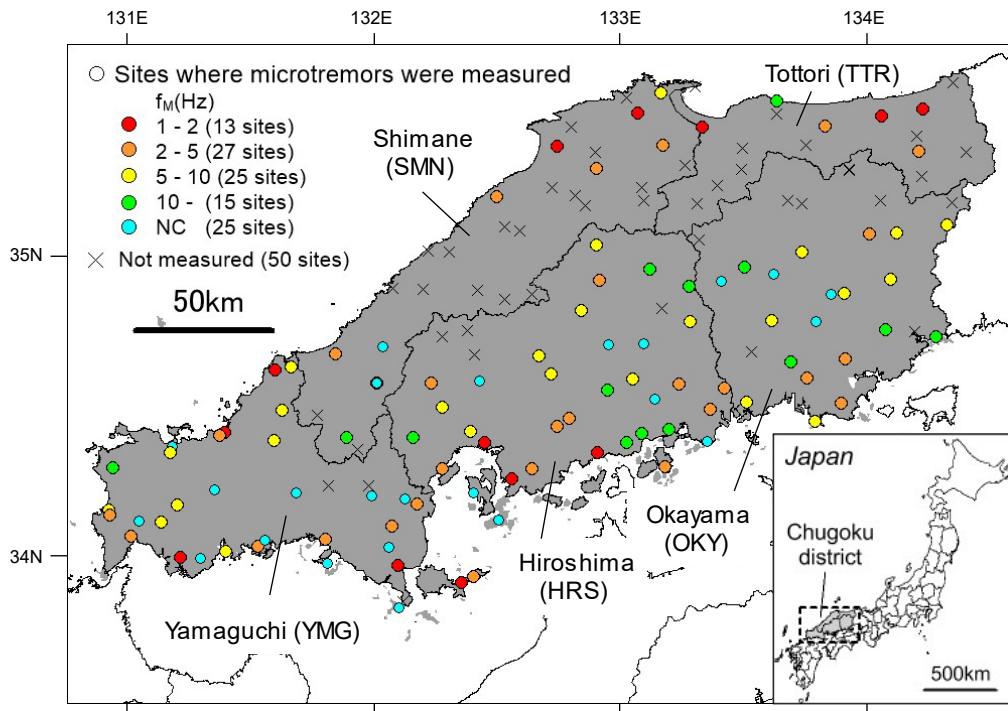 131E
132E
133E
134E
Sites where microtremors were measured
fM(Hz)
1 - 2 (13 sites)
2 - 5 (27 sites)
5 - 10 (25 sites)
10 - (15 sites)
NC (25 sites)
Not measured (50 sites)
50km
Tottori (TTR)
Shimane
(SMN)
35N
34N
Okayama
(OKY)
Hiroshima
(HRS)
Yamaguchi (YMG)
Japan
Chugoku
district
500km